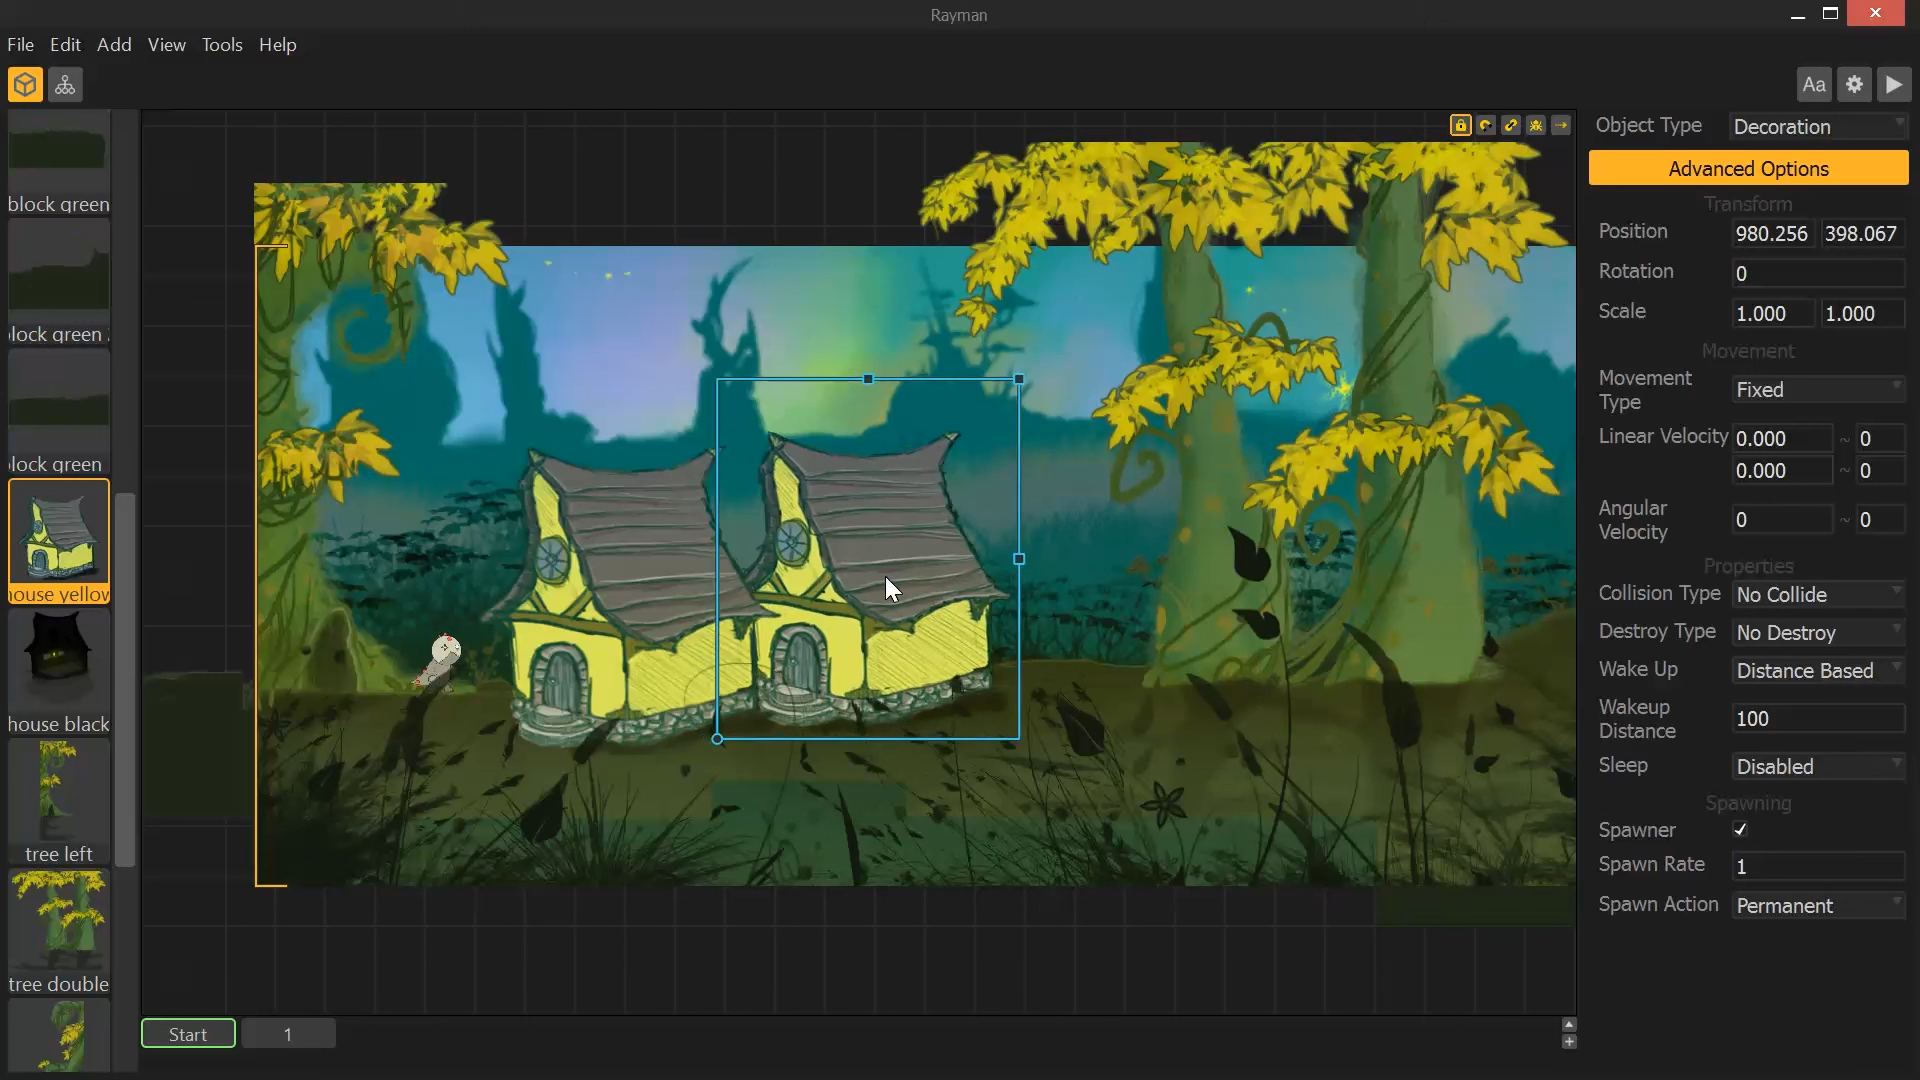 Rayman
File Edit Add View Tools Help
Aa
block green
lock green
lock green
house yellow
house black
tree left
tree double
Object Type Decoration
Advanced Options
Transform
Position 980.256 398.067
Rotation 0
Scale 1.000 1.000
Movement
Movement Type Fixed
Linear Velocity 0.000 ~ 0
0.000 ~ 0
Angular Velocity 0 ~ 0
Properties
Collision Type No Collide
Destroy Type No Destroy
Wake Up Distance Based
Wakeup Distance 100
Sleep Disabled
Spawning
Spawner
Spawn Rate 1
Spawn Action Permanent
Start 1